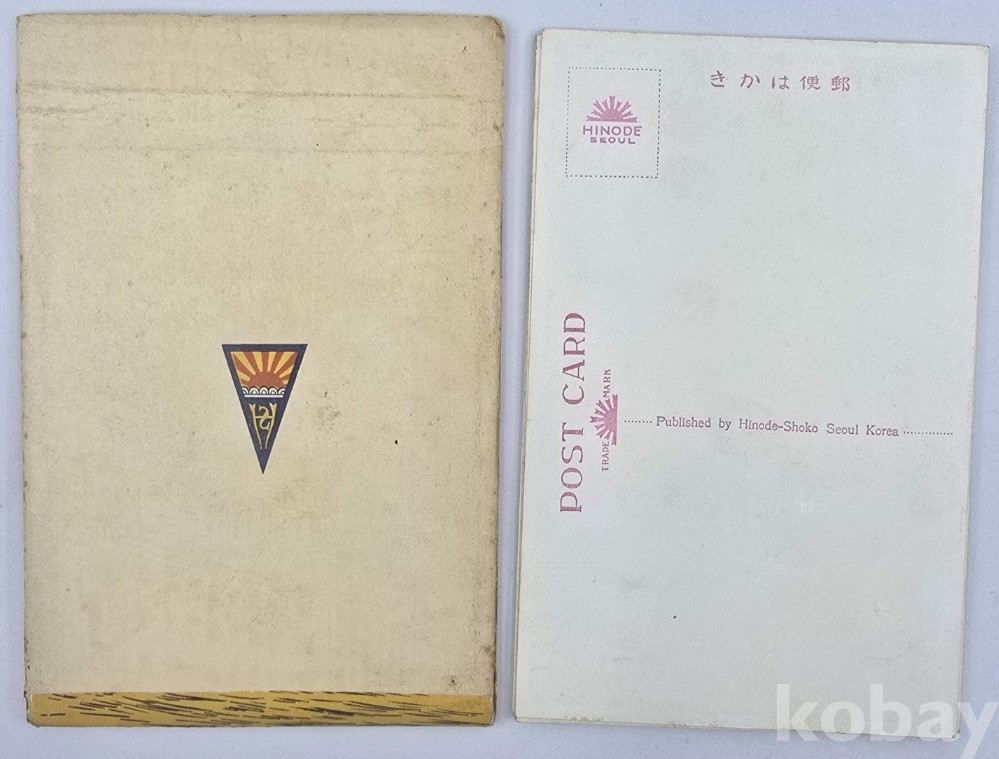 きかは便郵
HINODE
SEOUL
POST CARD
TRADE MARK
Published by Hinode-Shoko Seoul Korea
kobay